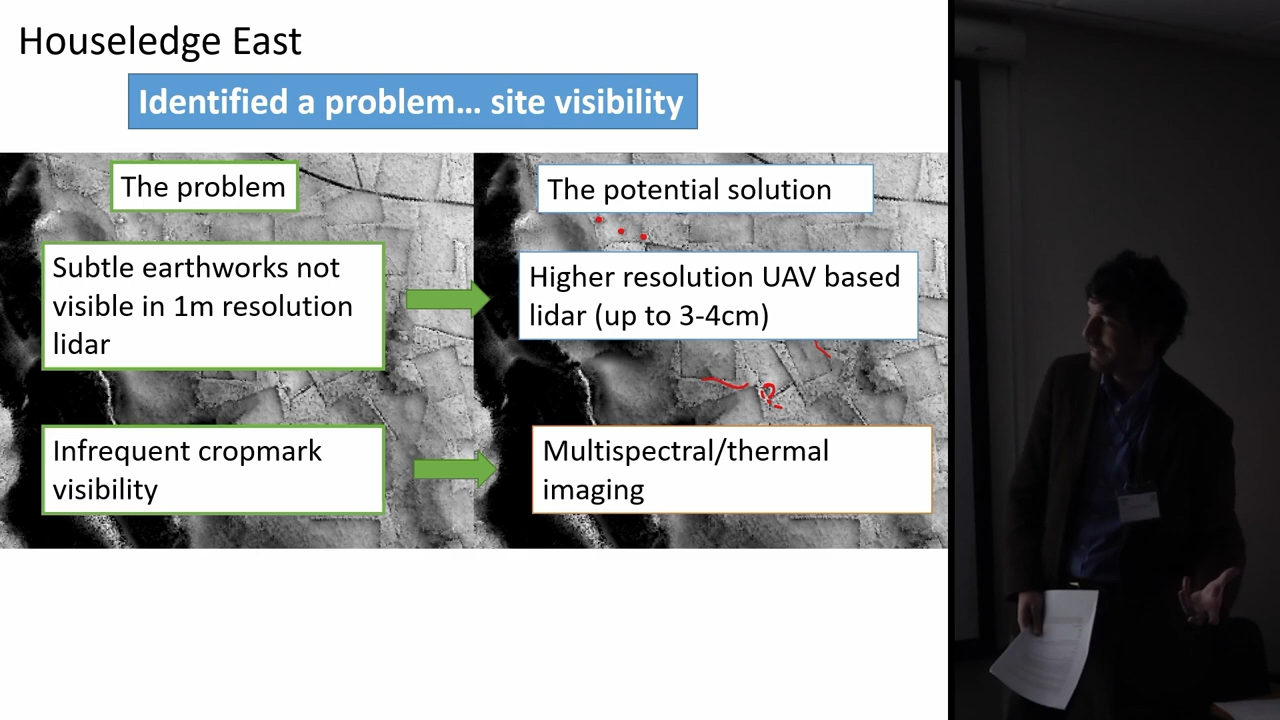 Houseledge East
Identified a problem... site visibility
The problem
The potential solution
Subtle earthworks not
visible in 1m resolution
lidar
Higher resolution UAV based
lidar (up to 3-4cm)
?
Infrequent cropmark
visibility
Multispectral/thermal
imaging